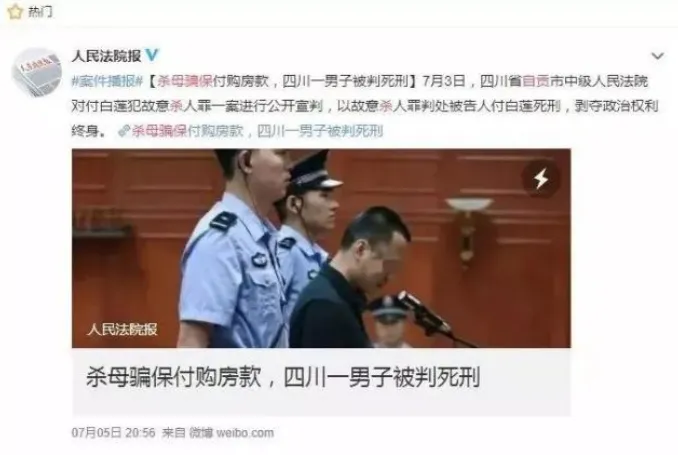 热门
人民法院报
#案件播报#【杀母骗保付购房款，四川一男子被判死刑】7月3日，四川省自贡市中级人民法院
对付白莲犯故意杀人罪一案进行公开宣判，以故意杀人罪判处被告人付白莲死刑，剥夺政治权利
终身。 杀母骗保付购房款，四川一男子被判死刑
人民法院报
杀母骗保付购房款，四川一男子被判死刑
07月05日 20:56 来自 微博 weibo.com